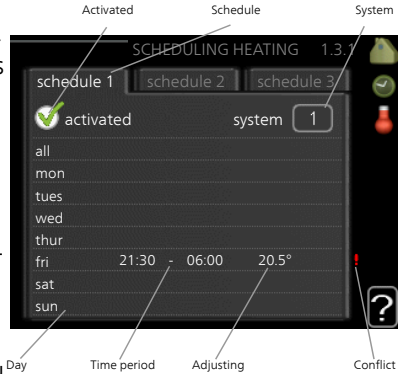 Activated Schedule System
SCHEDULING HEATING 1.3.1
schedule 1 schedule 2 schedule 3
activated system 1
all
mon
tues
wed
thur
fri 21:30 - 06:00 20.5° !
sat
sun
?
Day Time period Adjusting Conflict